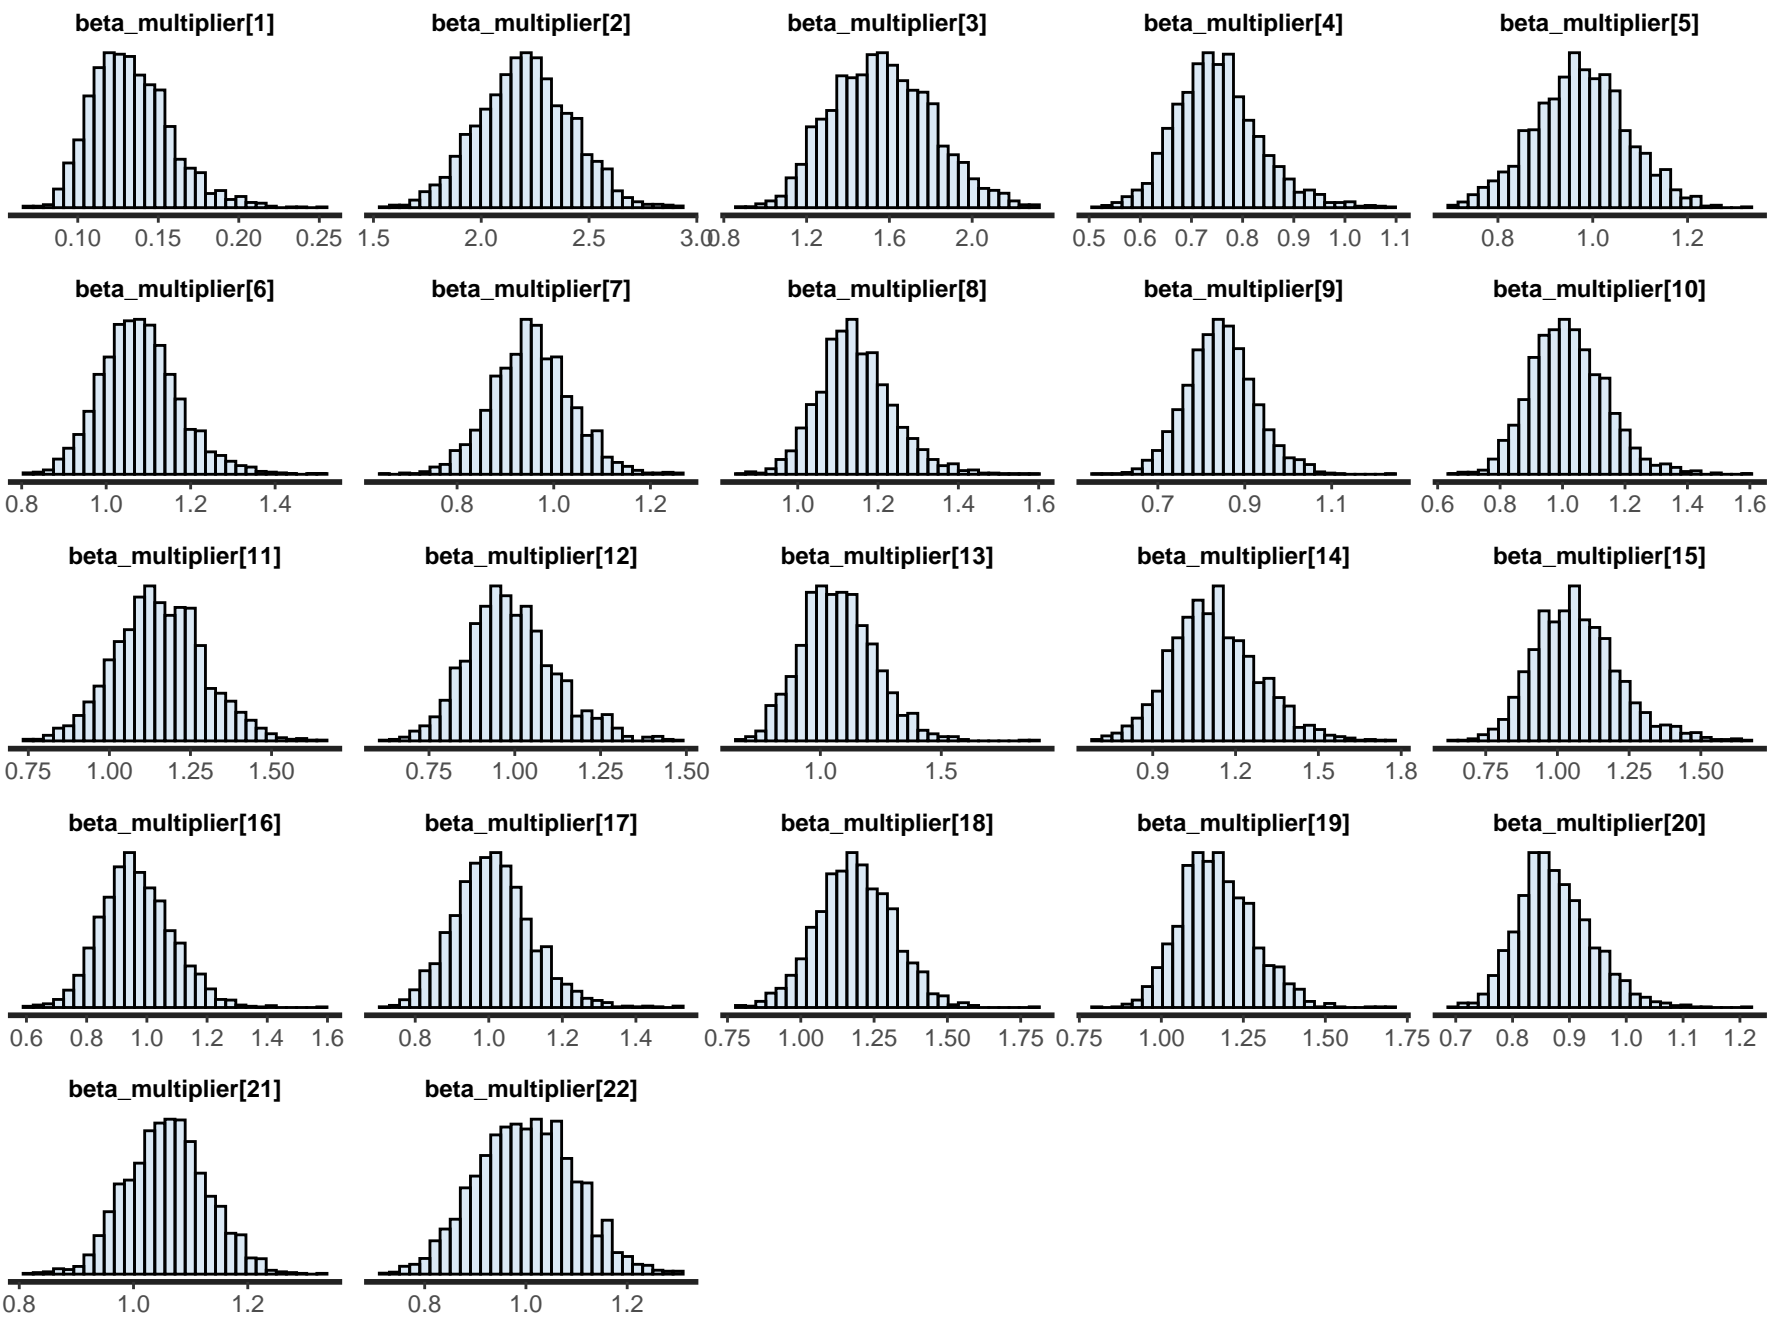 beta_multiplier[1] beta_multiplier[2] beta_multiplier[3] beta_multiplier[4] beta_multiplier[5]
0.10 0.15 0.20 0.25 1.5 2.0 2.5 3.0 0.8 1.2 1.6 2.0 0.5 0.6 0.7 0.8 0.9 1.0 1.1 0.8 1.0 1.2
beta_multiplier[6] beta_multiplier[7] beta_multiplier[8] beta_multiplier[9] beta_multiplier[10]
0.8 1.0 1.2 1.4 0.8 1.0 1.2 1.0 1.2 1.4 1.6 0.7 0.9 1.1 0.6 0.8 1.0 1.2 1.4 1.6
beta_multiplier[11] beta_multiplier[12] beta_multiplier[13] beta_multiplier[14] beta_multiplier[15]
0.75 1.00 1.25 1.50 0.75 1.00 1.25 1.50 1.0 1.5 0.9 1.2 1.5 1.8 0.75 1.00 1.25 1.50
beta_multiplier[16] beta_multiplier[17] beta_multiplier[18] beta_multiplier[19] beta_multiplier[20]
0.6 0.8 1.0 1.2 1.4 1.6 0.8 1.0 1.2 1.4 0.75 1.00 1.25 1.50 1.75 0.75 1.00 1.25 1.50 1.75 0.7 0.8 0.9 1.0 1.1 1.2
beta_multiplier[21] beta_multiplier[22]
0.8 1.0 1.2 0.8 1.0 1.2